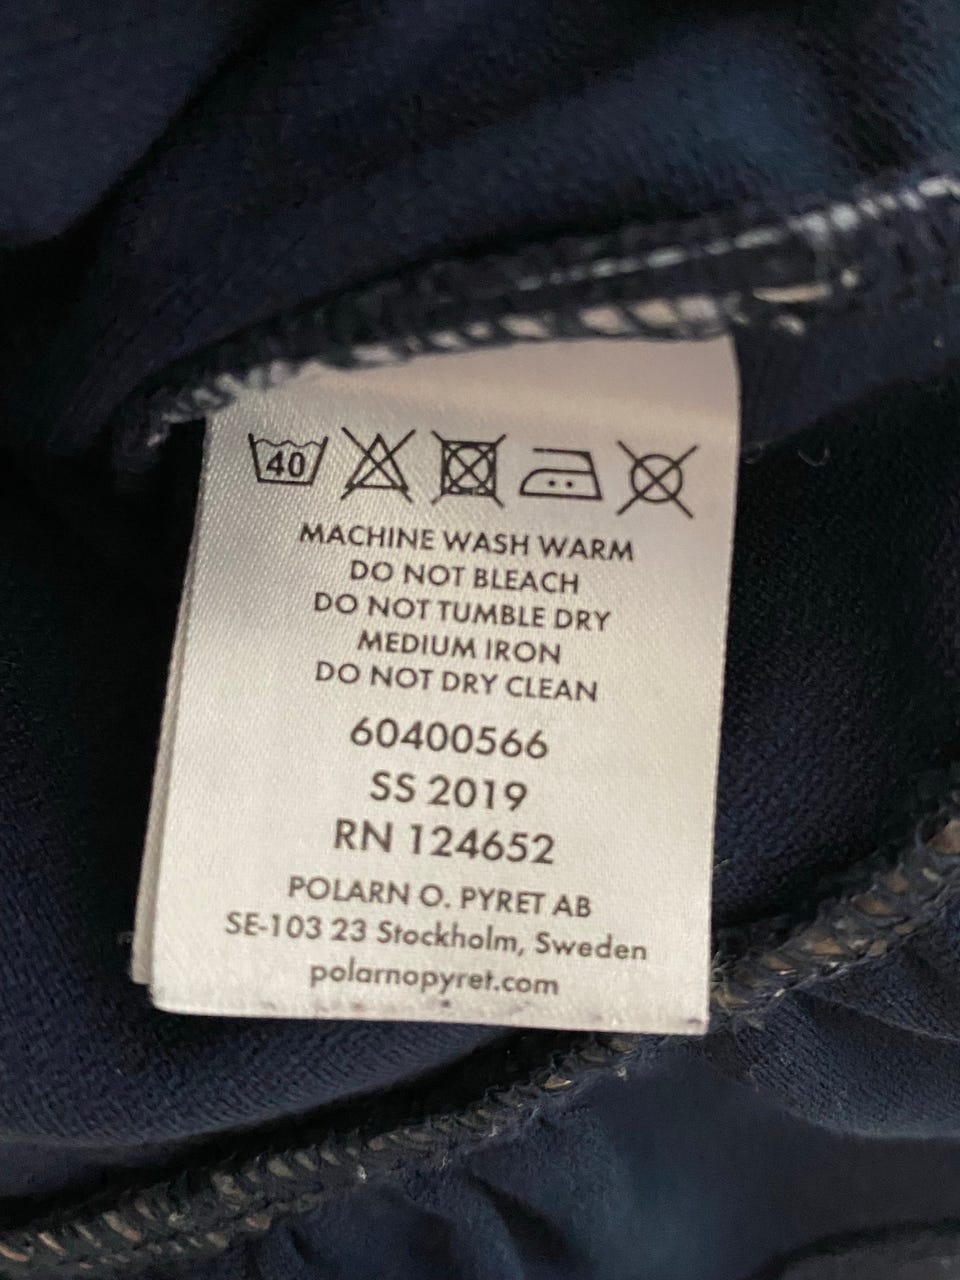 40
MACHINE WASH WARM
DO NOT BLEACH
DO NOT TUMBLE DRY
MEDIUM IRON
DO NOT DRY CLEAN
60400566
SS 2019
RN 124652
POLARN O. PYRET AB
SE-103 23 Stockholm, Sweden
polarnopyret.com